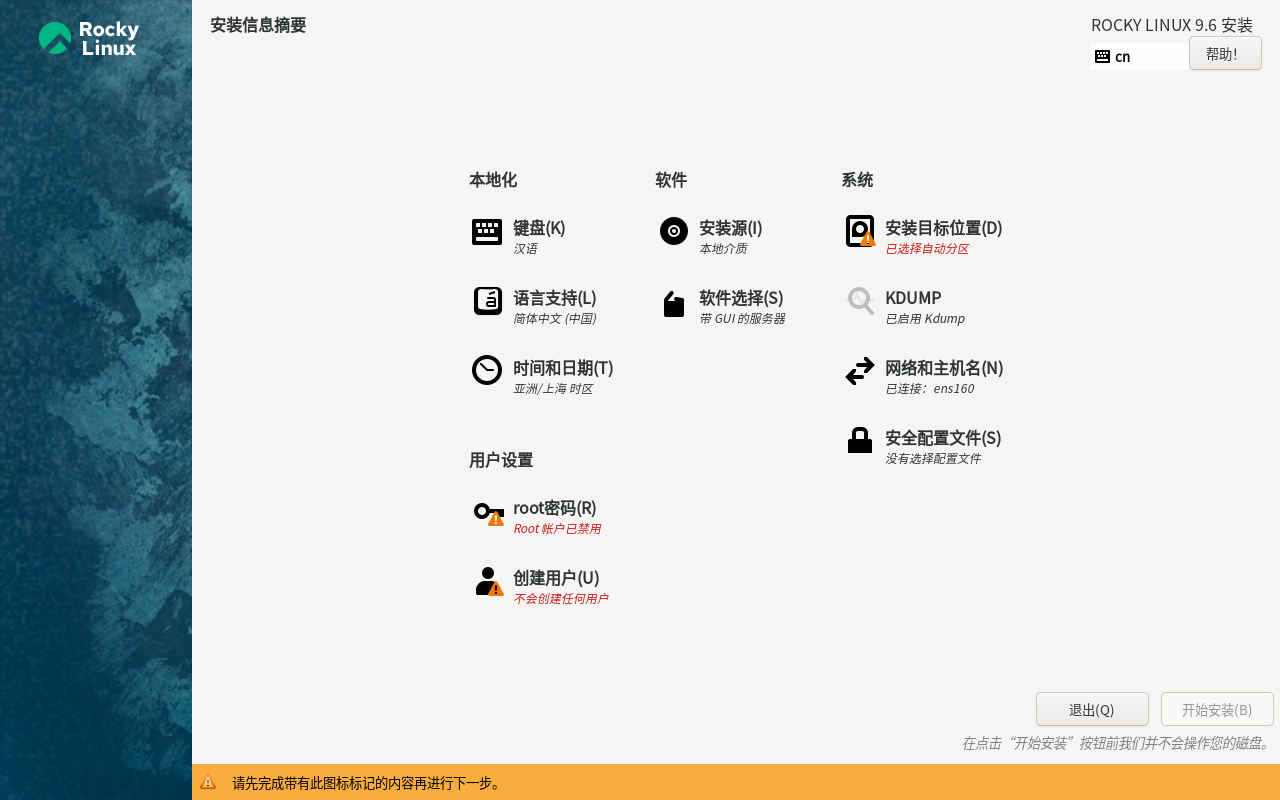 Rocky
Linux
安装信息摘要
ROCKY LINUX 9.6 安装
cn
帮助!
本地化
软件
系统
键盘(K)
汉语
安装源(I)
本地介质
安装目标位置(D)
已选择自动分区
语言支持(L)
简体中文 (中国)
软件选择(S)
带 GUI 的服务器
KDUMP
已启用 Kdump
时间和日期(T)
亚洲/上海 时区
网络和主机名(N)
已连接：ens160
安全配置文件(S)
没有选择配置文件
用户设置
root密码(R)
Root 帐户已禁用
创建用户(U)
不会创建任何用户
退出(Q)
开始安装(B)
在点击“开始安装”按钮前我们并不会操作您的磁盘。
请先完成带有此图标标记的内容再进行下一步。